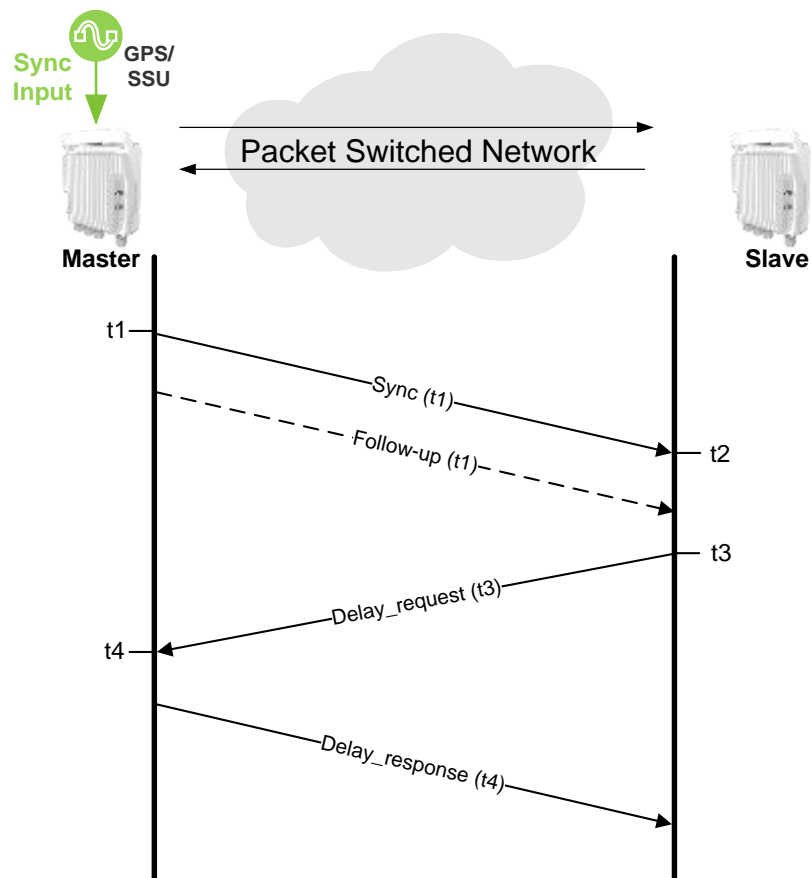 GPS/
SSU
Sync
Input
Packet Switched Network
Master
Slave
t1
Sync (t1)
Follow-up (t1)
t2
t3
Delay_request (t3)
t4
Delay_response (t4)